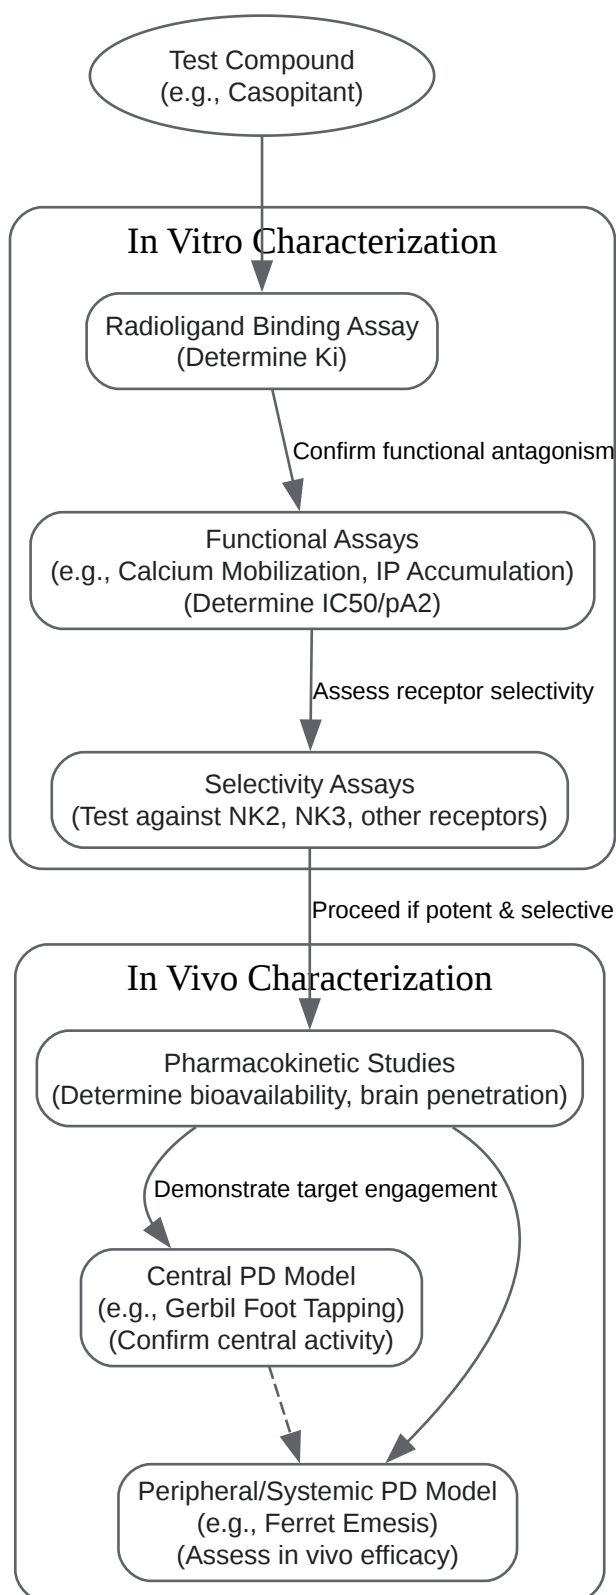 Test Compound
(e.g., Casopitant)
In Vitro Characterization
Radioligand Binding Assay
(Determine Ki)
Confirm functional antagonism
Functional Assays
(e.g., Calcium Mobilization, IP Accumulation)
(Determine IC50/pA2)
Assess receptor selectivity
Selectivity Assays
(Test against NK2, NK3, other receptors)
Proceed if potent & selective
In Vivo Characterization
Pharmacokinetic Studies
(Determine bioavailability, brain penetration)
Demonstrate target engagement
Central PD Model
(e.g., Gerbil Foot Tapping)
(Confirm central activity)
Peripheral/Systemic PD Model
(e.g., Ferret Emesis)
(Assess in vivo efficacy)